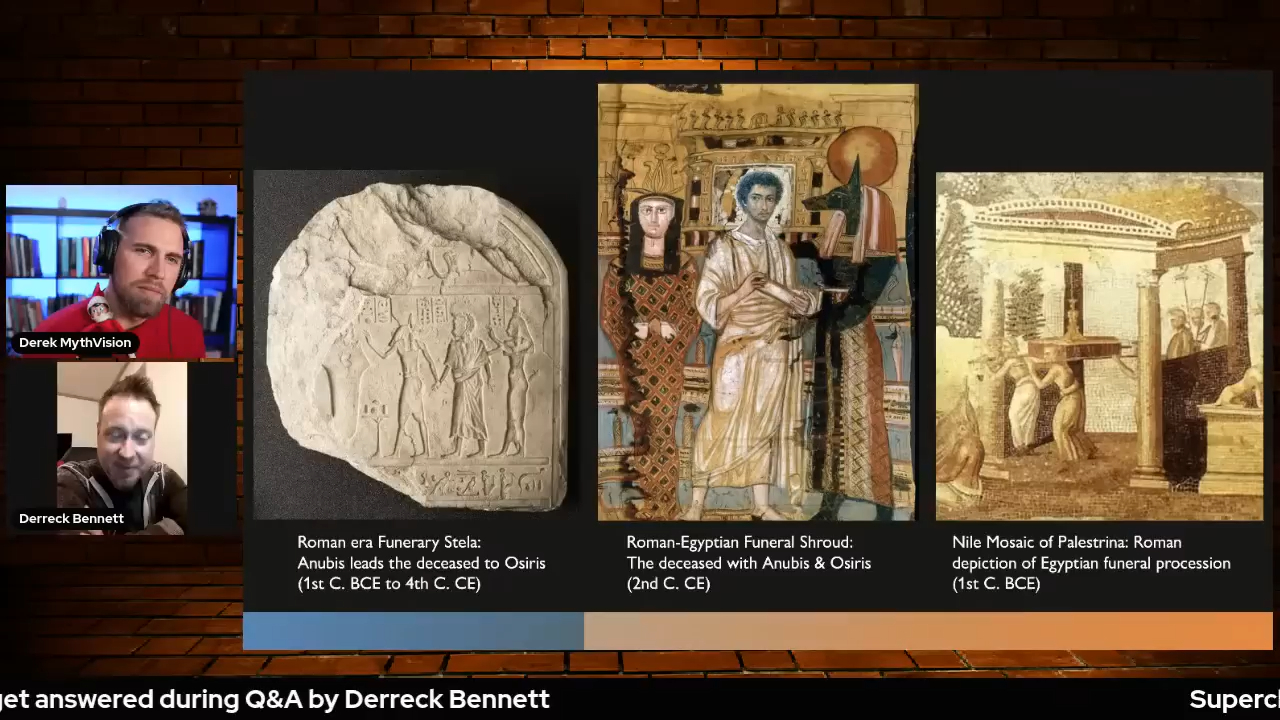 Derek MythVision
Derreck Bennett
Roman era Funerary Stela:
Anubis leads the deceased to Osiris
(1st C. BCE to 4th C. CE)
Roman-Egyptian Funeral Shroud:
The deceased with Anubis & Osiris
(2nd C. CE)
Nile Mosaic of Palestrina: Roman
depiction of Egyptian funeral procession
(1st C. BCE)
get answered during Q&A by Derreck Bennett